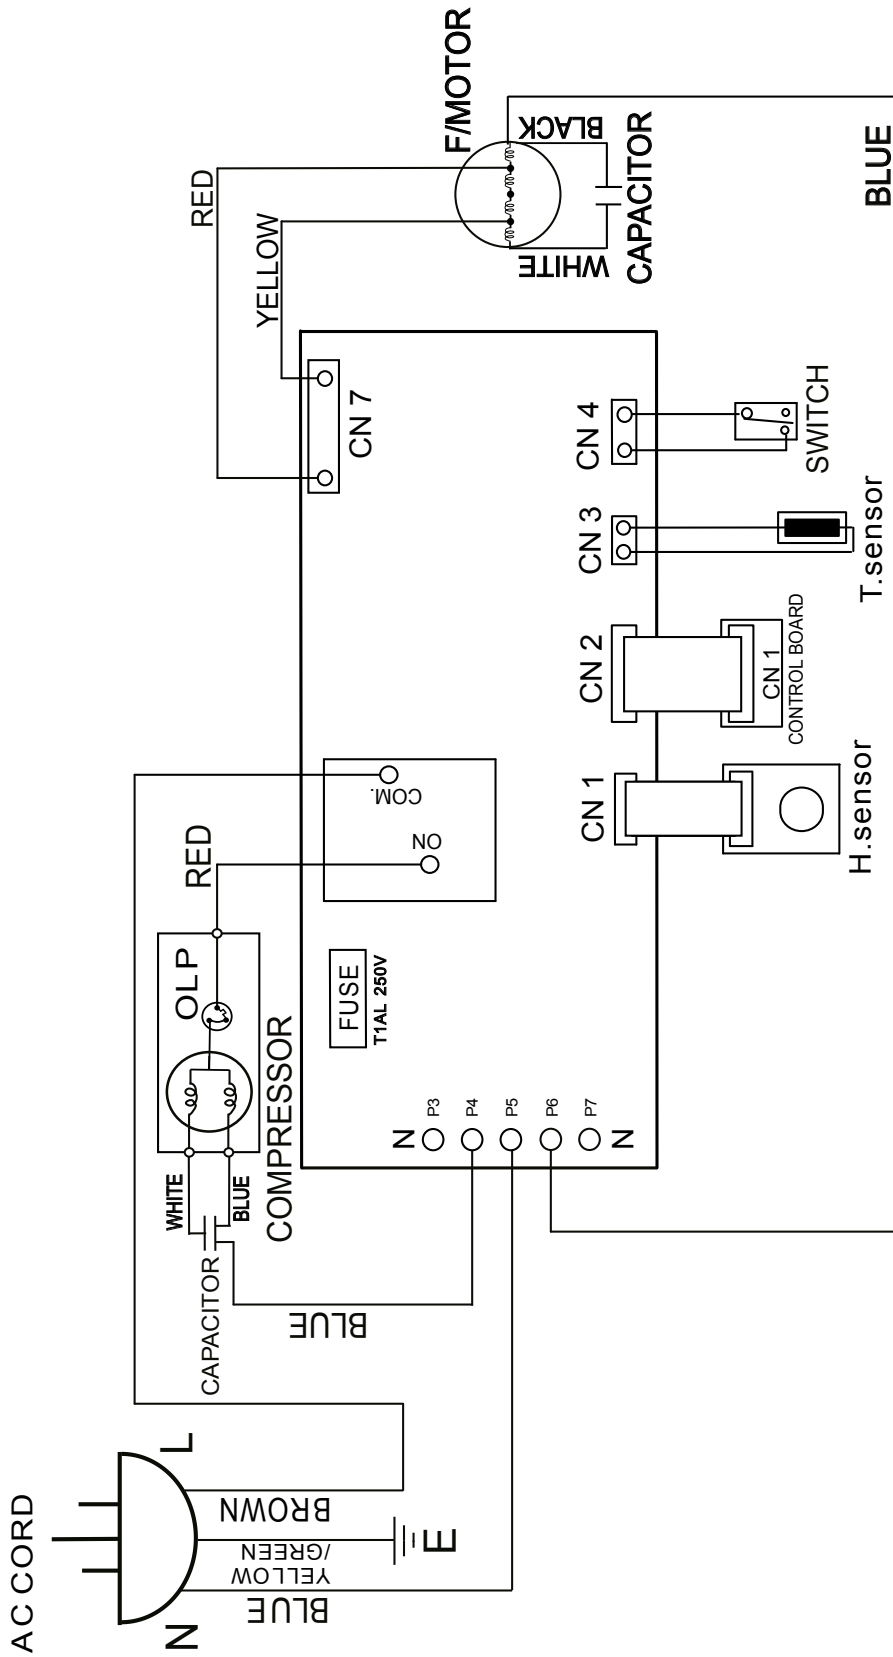 AC CORD
N
L
BLUE
YELLOW
/GREEN
BROWN
E
CAPACITOR
WHITE
BLUE
BLUE
COMPRESSOR
OLP
RED
FUSE
T1AL 250V
N
P3
P4
P5
P6
P7
N
ON
COM.
RED
YELLOW
CN 7
F/MOTOR
BLACK
WHITE
CAPACITOR
BLUE
CN 1
CN 2
CN 3
CN 4
H.sensor
CN 1
CONTROL BOARD
T.sensor
SWITCH